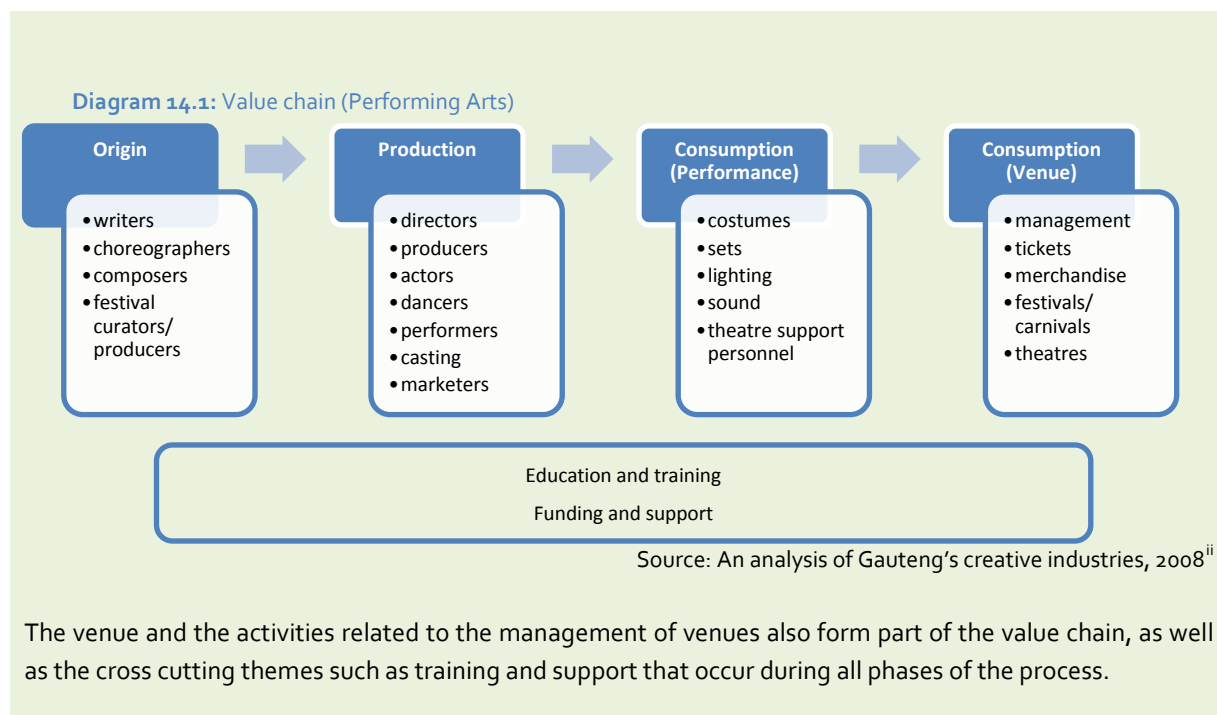 Diagram 14.1: Value chain (Performing Arts)
Origin
•writers
•choreographers
•composers
•festival
curators/
producers
Production
•directors
•producers
•actors
•dancers
•performers
•casting
•marketers
Consumption
(Performance)
•costumes
•sets
•lighting
•sound
•theatre support
personnel
Consumption
(Venue)
•management
•tickets
•merchandise
•festivals/
carnivals
•theatres
Education and training
Funding and support
Source: An analysis of Gauteng’s creative industries, 2008ii
The venue and the activities related to the management of venues also form part of the value chain, as well
as the cross cutting themes such as training and support that occur during all phases of the process.